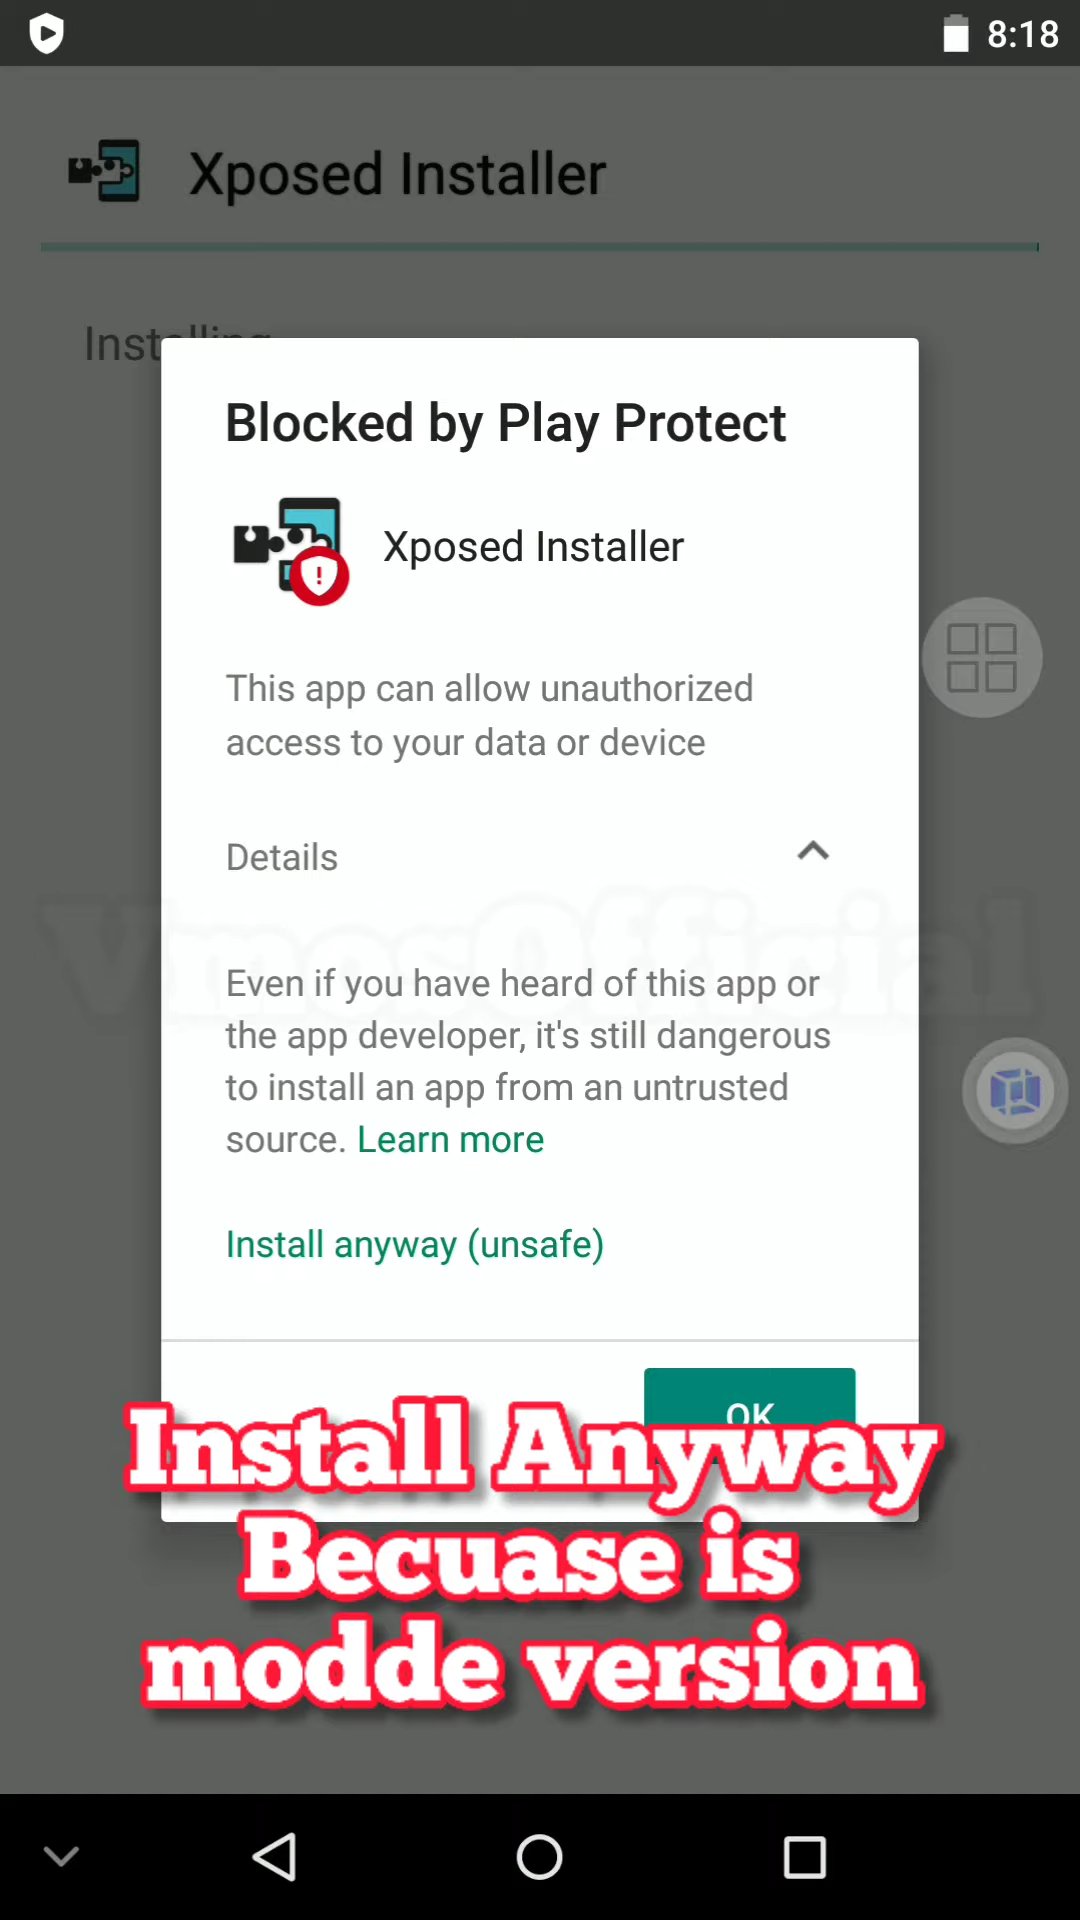 8:18
Xposed Installer
Installing
Blocked by Play Protect
Xposed Installer
This app can allow unauthorized
access to your data or device
Details
VmosOfficial
Even if you have heard of this app or
the app developer, it's still dangerous
to install an app from an untrusted
source. Learn more
Install anyway (unsafe)
OK
Install Anyway
Becuase is
modde version